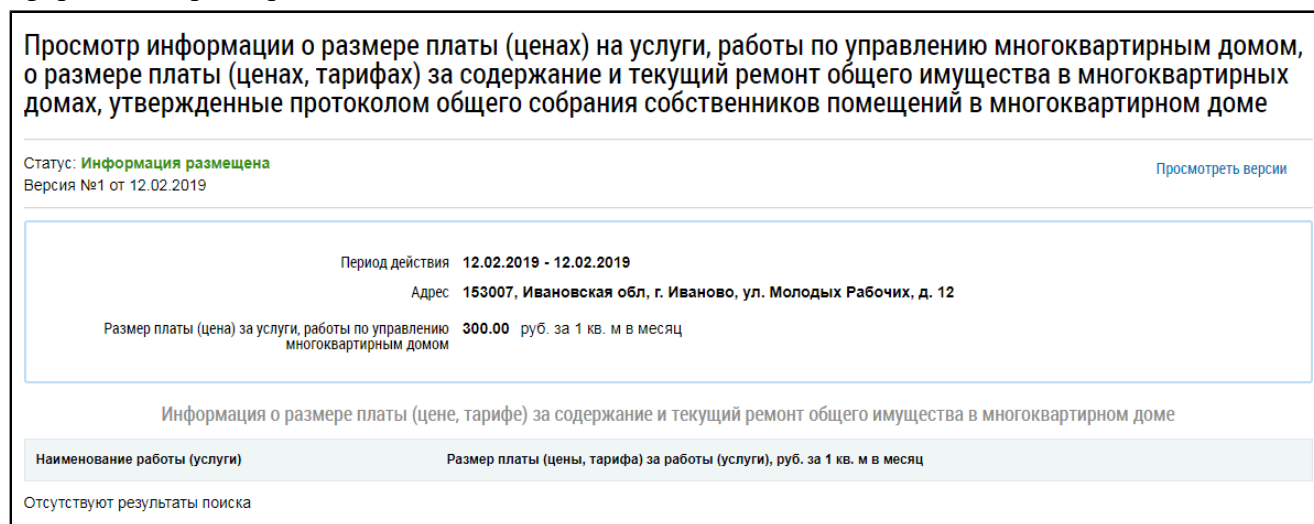 Просмотр информации о размере платы (ценах) на услуги, работы по управлению многоквартирным домом,
о размере платы (ценах, тарифах) за содержание и текущий ремонт общего имущества в многоквартирных
домах, утвержденные протоколом общего собрания собственников помещений в многоквартирном доме
Статус: Информация размещена
Просмотреть версии
Версия №1 от 12.02.2019
Период действия 12.02.2019 - 12.02.2019
Адрес 153007, Ивановская обл, г. Иваново, ул. Молодых Рабочих, д. 12
Размер платы (цена) за услуги, работы по управлению 300.00 руб. за 1 кв. м в месяц
многоквартирным домом
Информация о размере платы (цене, тарифе) за содержание и текущий ремонт общего имущества в многоквартирном доме
Наименование работы (услуги) Размер платы (цены, тарифа) за работы (услуги), руб. за 1 кв. м в месяц
Отсутствуют результаты поиска